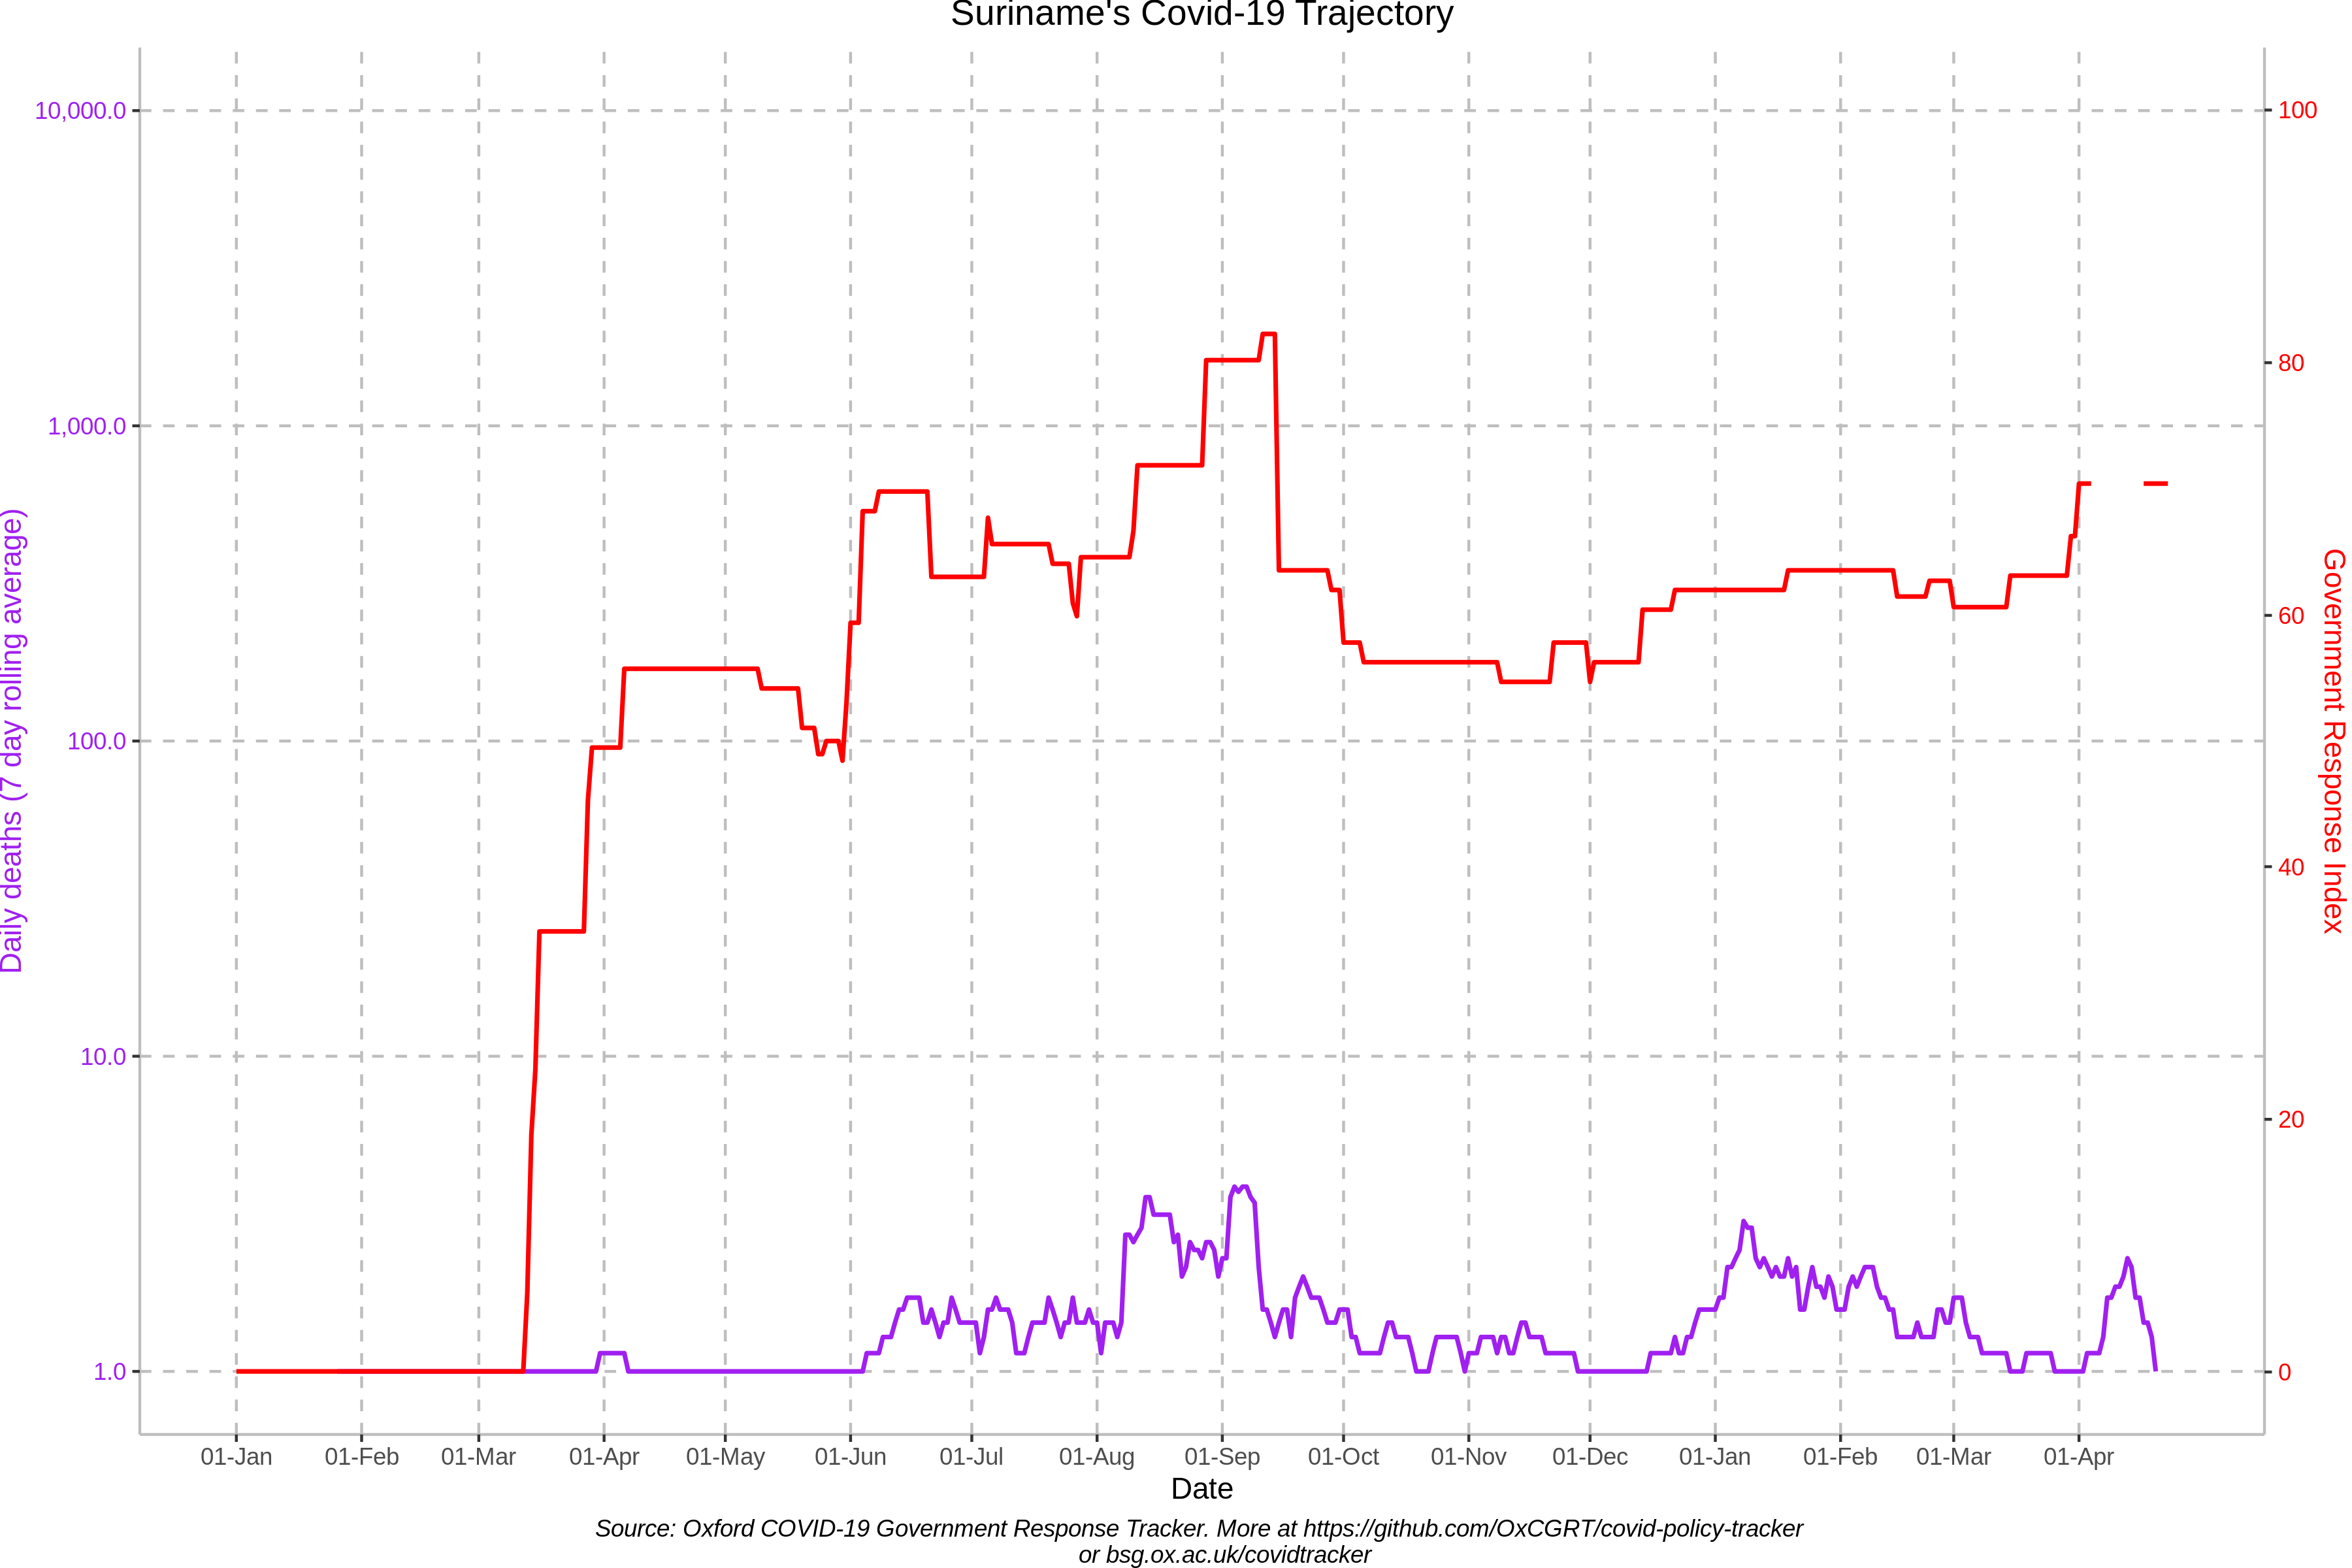 Suriname's Covid-19 Trajectory
10,000.0
1,000.0
100.0
10.0
1.0
Daily deaths (7 day rolling average)
100
80
60
40
20
0
Government Response Index
01-Jan 01-Feb 01-Mar 01-Apr 01-May 01-Jun 01-Jul 01-Aug 01-Sep 01-Oct 01-Nov 01-Dec 01-Jan 01-Feb 01-Mar 01-Apr
Date
Source: Oxford COVID-19 Government Response Tracker. More at https://github.com/OxCGRT/covid-policy-tracker
or bsg.ox.ac.uk/covidtracker